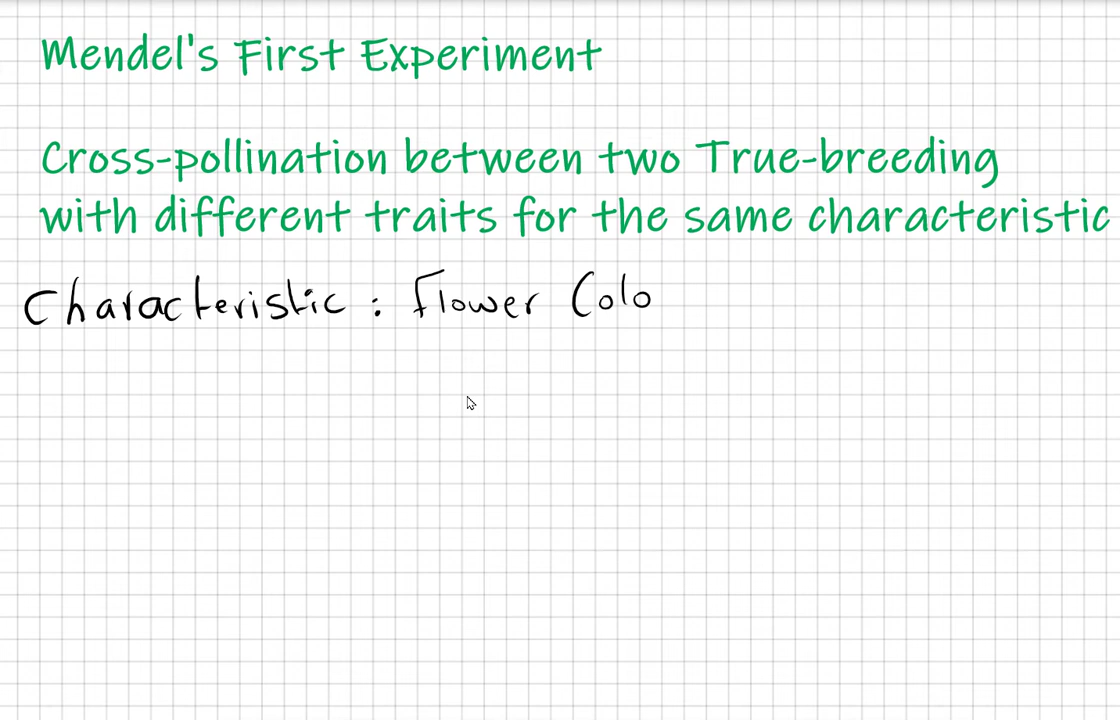 Mendel's First Experiment
Cross-pollination between two True-breeding
with different traits for the same characteristic
Characteristic : Flower Colo